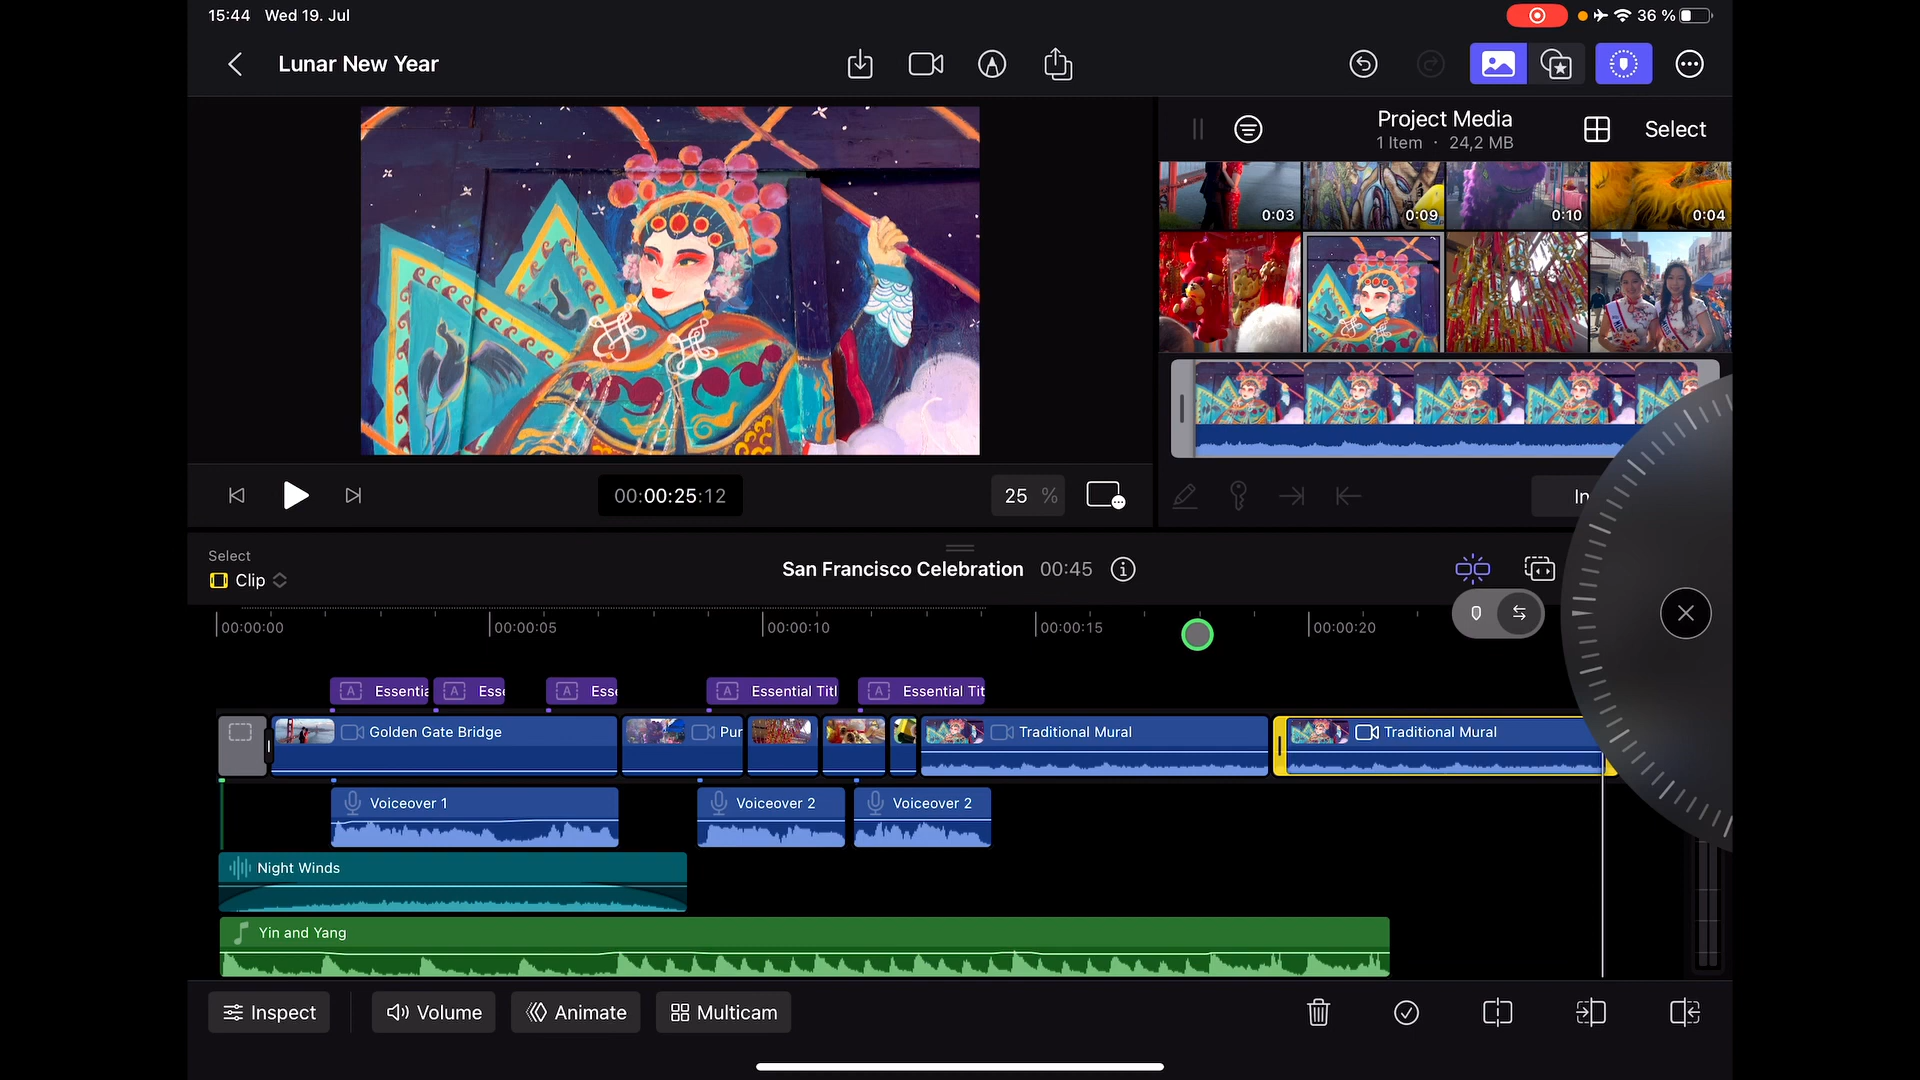 15:44 Wed 19. Jul
36 %
Lunar New Year
Project Media
1 Item · 24,2 MB
Select
0:03
0:09
0:10
0:04
00:00:25:12
25 %
In
Select
Clip
San Francisco Celebration 00:45
00:00:00
00:00:05
00:00:10
00:00:15
00:00:20
A Essentia
A Esse
A Esse
A Essential Titl
A Essential Tit
Golden Gate Bridge
Pur
Traditional Mural
Traditional Mural
Voiceover 1
Voiceover 2
Voiceover 2
Night Winds
Yin and Yang
Inspect
Volume
Animate
Multicam